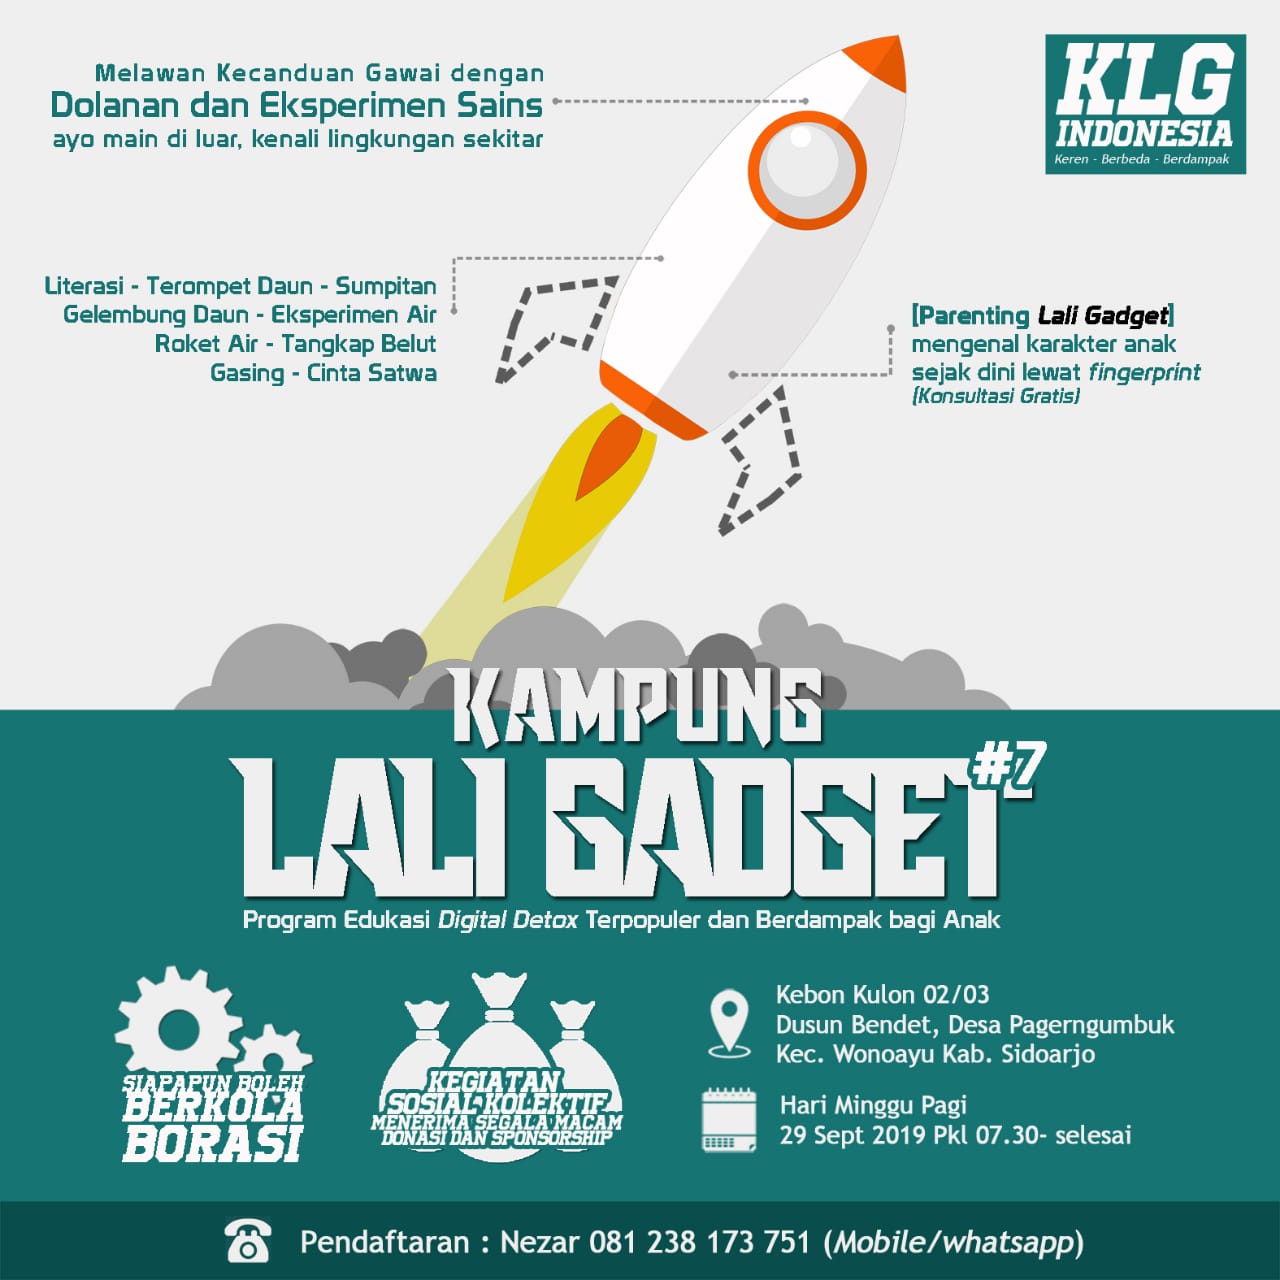 Melawan Kecanduan Gawai dengan
Dolanan dan Eksperimen Sains
ayo main di luar, kenali lingkungan sekitar
KLG
INDONESIA
Keren - Berbeda - Berdampak
Literasi - Terompet Daun - Sumpitan
Gelembung Daun - Eksperimen Air
Roket Air - Tangkap Belut
Gasing - Cinta Satwa
[Parenting Lali Gadget]
mengenal karakter anak
sejak dini lewat fingerprint
(Konsultasi Gratis)
KAMPUNG
LALI GADGET #7
Program Edukasi Digital Detox Terpopuler dan Berdampak bagi Anak
SIAPAPUN BOLEH
BERKOLA
BORASI
KEGIATAN
SOSIAL KOLEKTIF
MENERIMA SEGALA MACAM
DONASI DAN SPONSORSHIP
Kebon Kulon 02/03
Dusun Bendet, Desa Pagerngumbuk
Kec. Wonoayu Kab. Sidoarjo
Hari Minggu Pagi
29 Sept 2019 Pkl 07.30- selesai
Pendaftaran : Nezar 081 238 173 751 (Mobile/whatsapp)